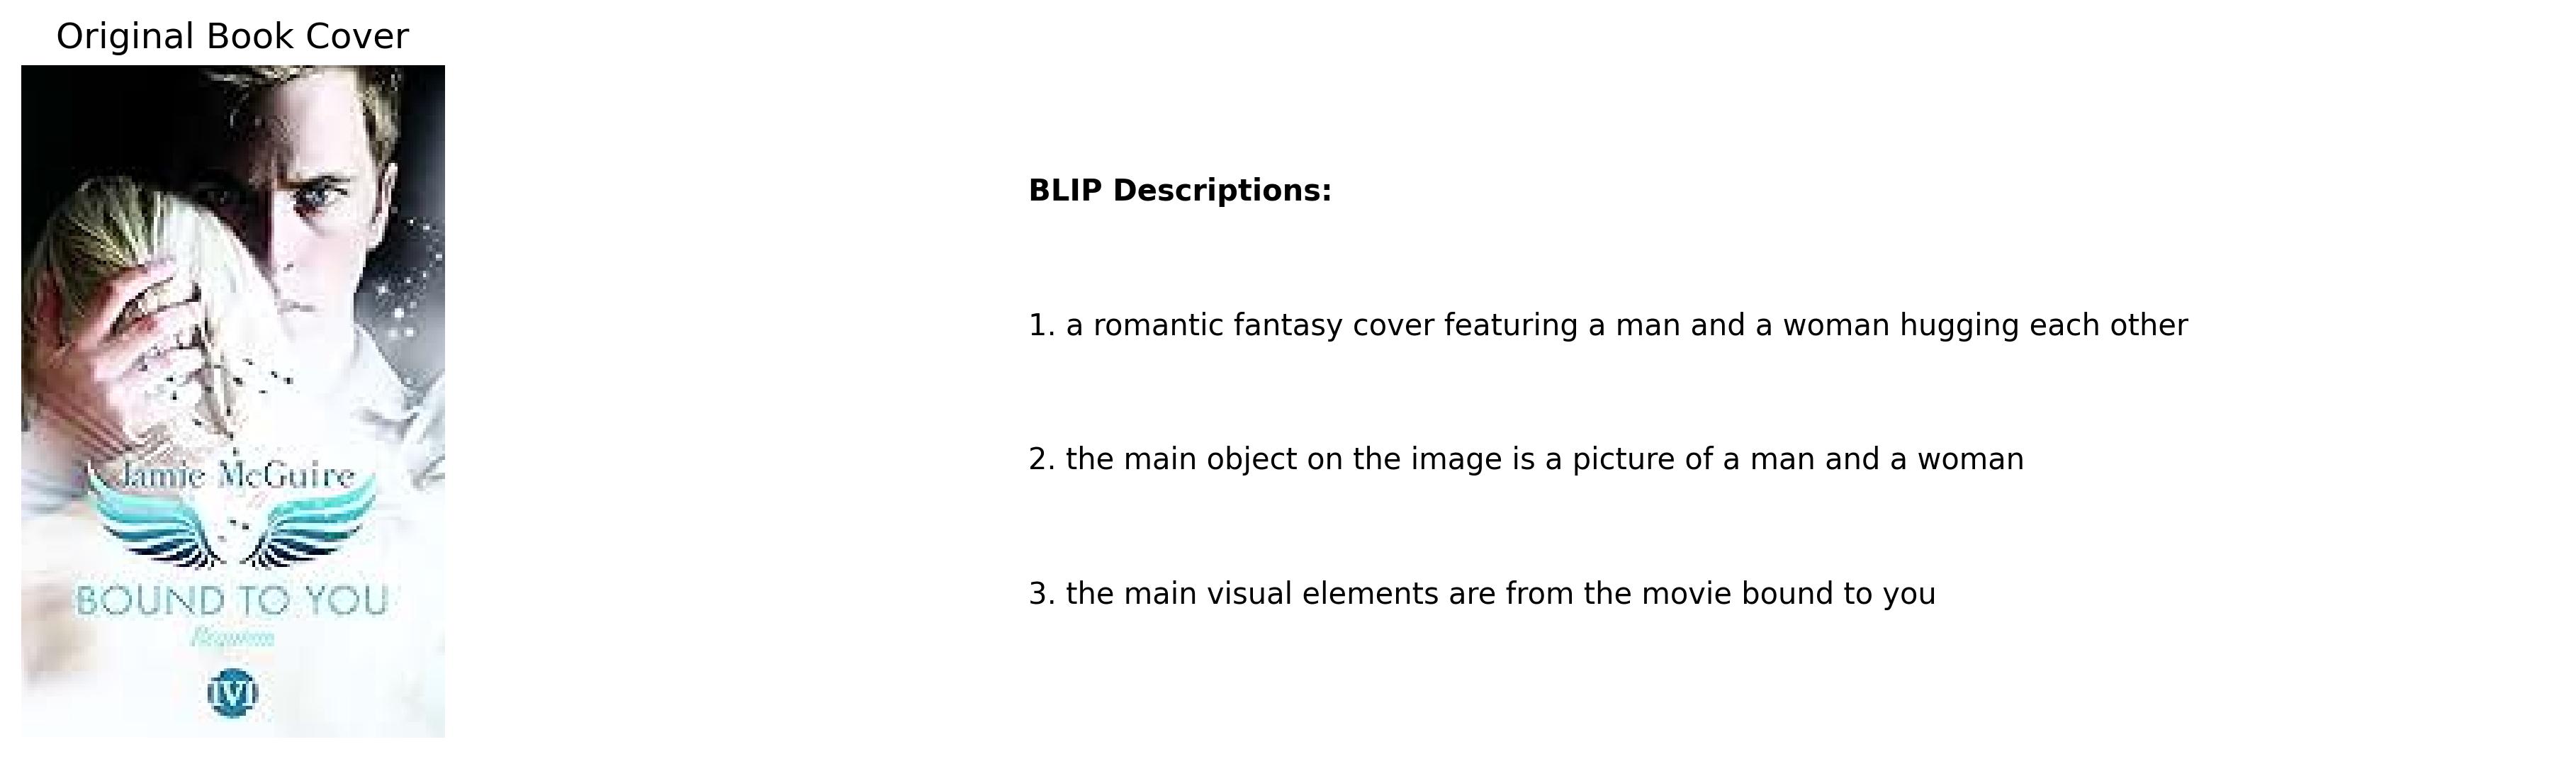 Original Book Cover
Jamie McGuire
BOUND TO YOU
Requiem
IVI
BLIP Descriptions:
1. a romantic fantasy cover featuring a man and a woman hugging each other
2. the main object on the image is a picture of a man and a woman
3. the main visual elements are from the movie bound to you